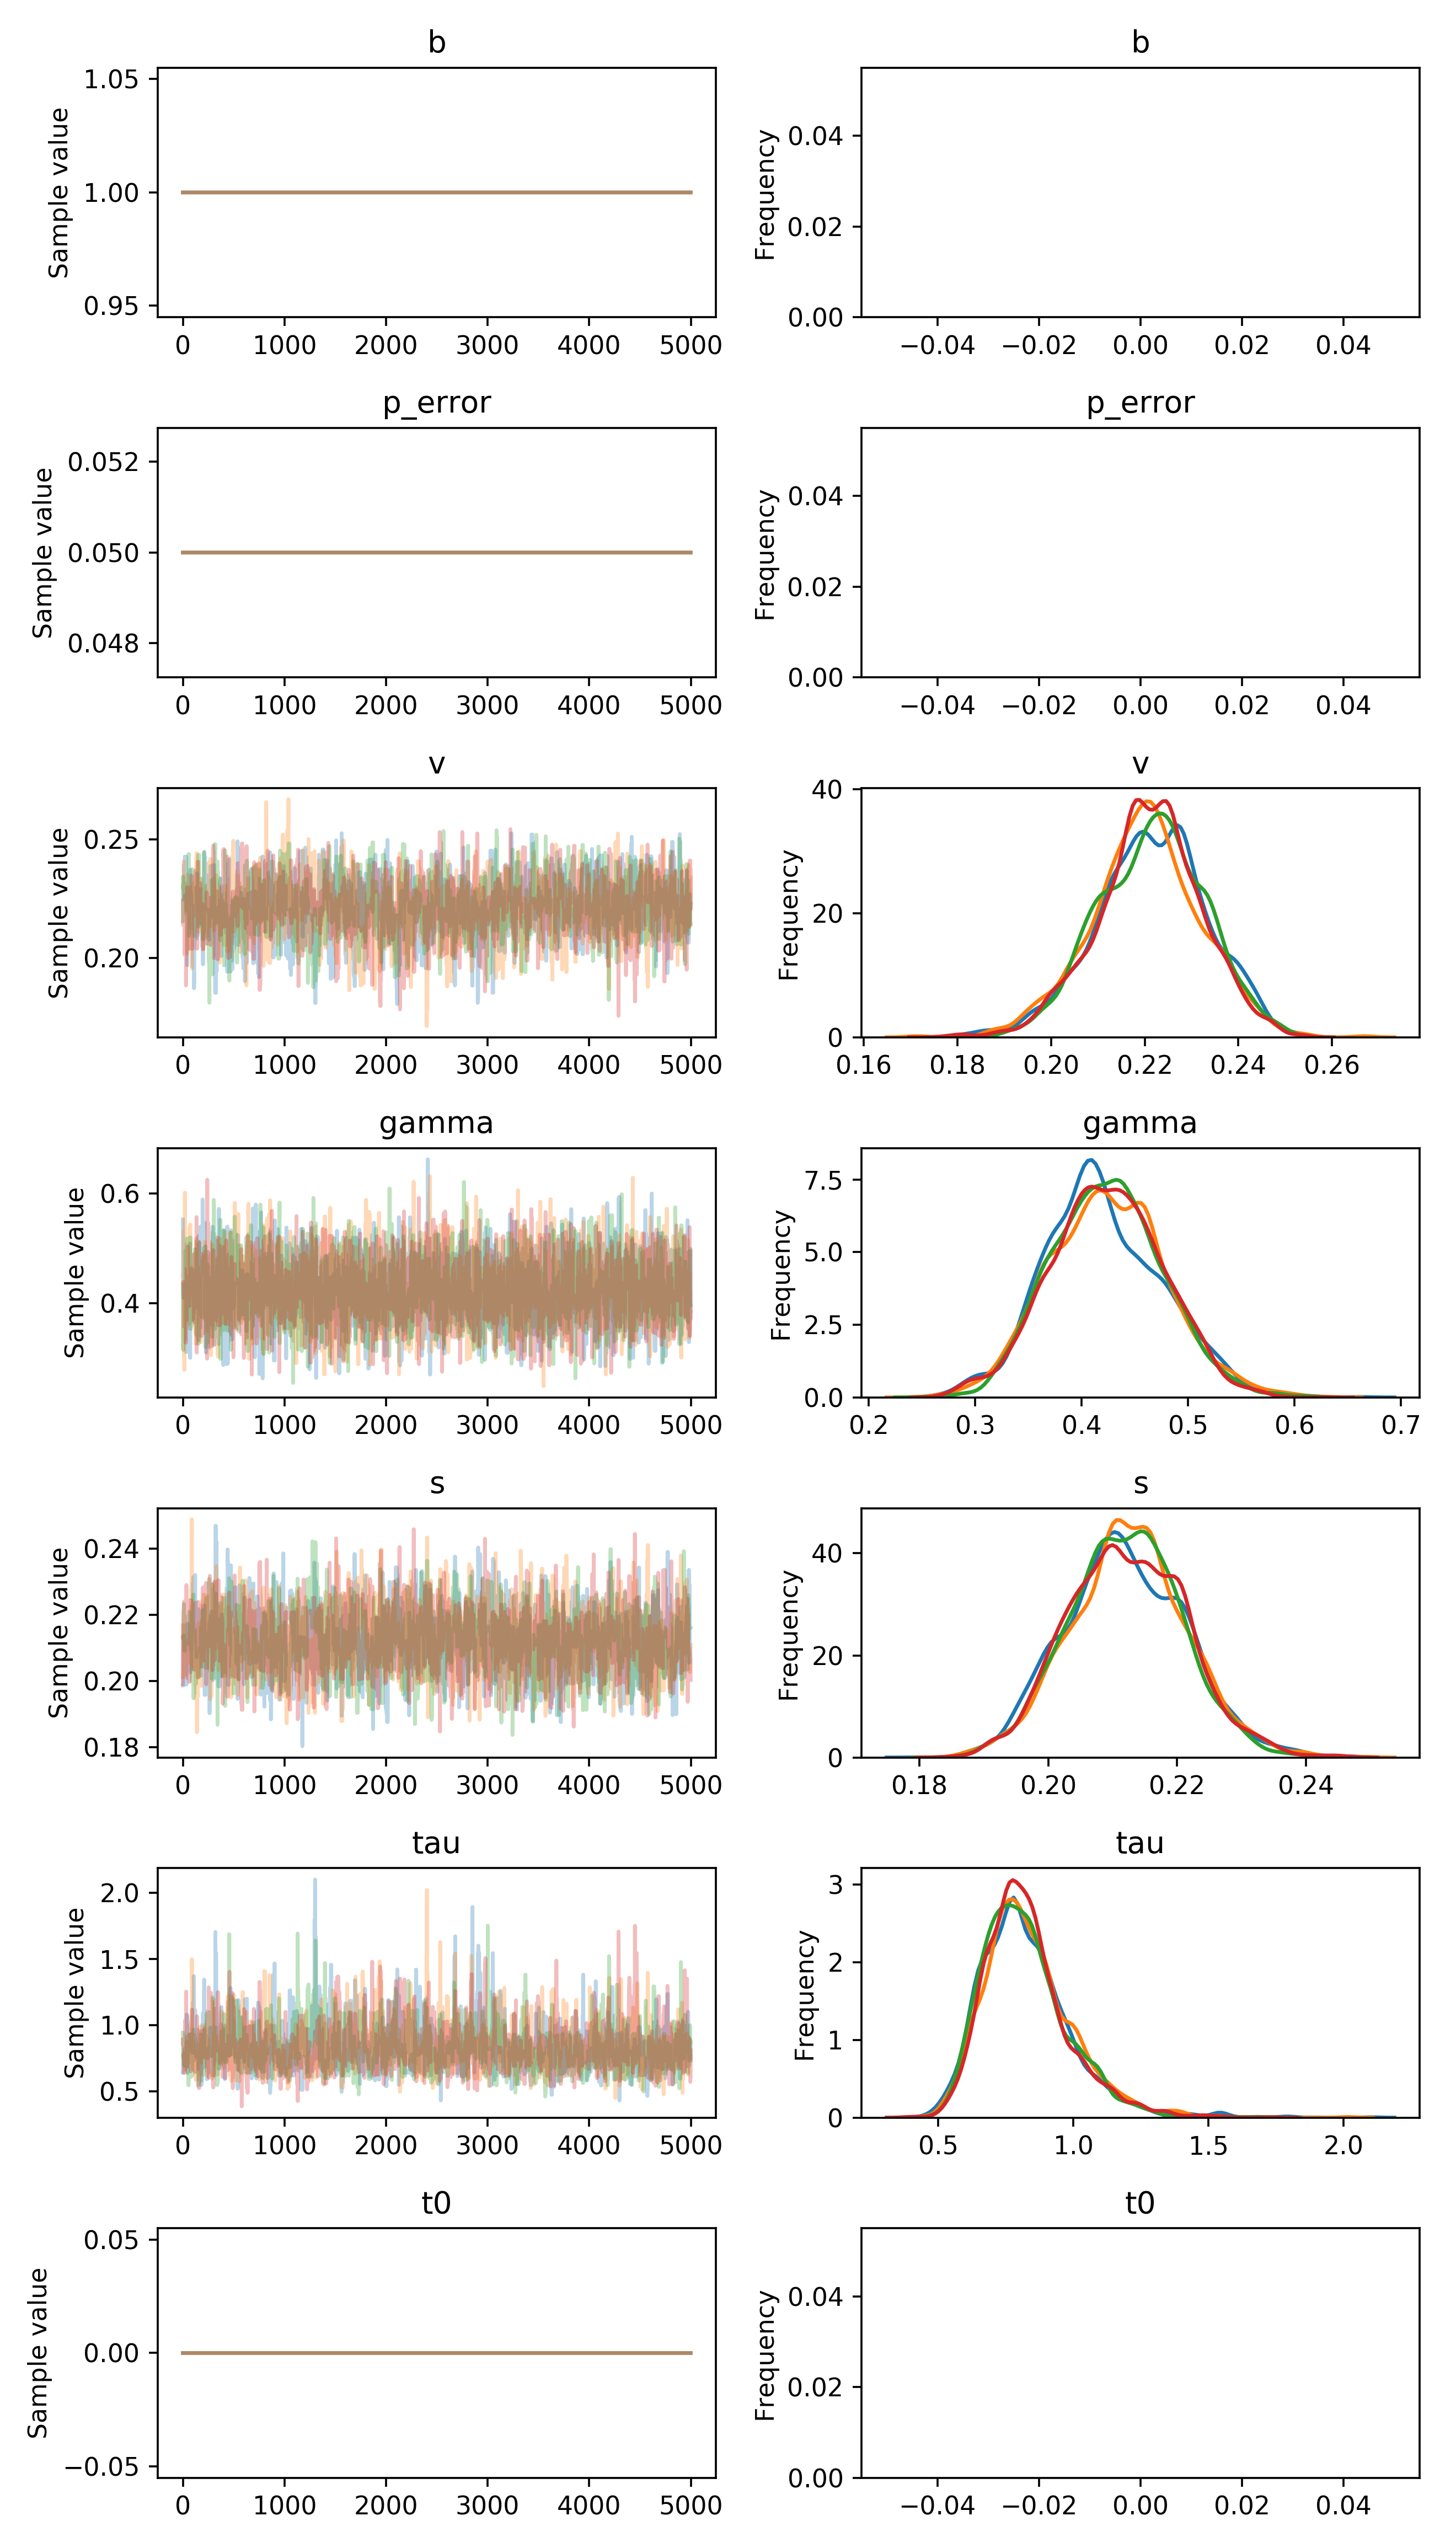 b
b
Sample value
1.05
1.00
0.95
0 1000 2000 3000 4000 5000
Frequency
0.04
0.02
0.00
−0.04 −0.02 0.00 0.02 0.04
p_error
p_error
Sample value
0.052
0.050
0.048
0 1000 2000 3000 4000 5000
Frequency
0.04
0.02
0.00
−0.04 −0.02 0.00 0.02 0.04
v
v
Sample value
0.25
0.20
0 1000 2000 3000 4000 5000
Frequency
40
20
0
0.16 0.18 0.20 0.22 0.24 0.26
gamma
gamma
Sample value
0.6
0.4
0 1000 2000 3000 4000 5000
Frequency
7.5
5.0
2.5
0.0
0.2 0.3 0.4 0.5 0.6 0.7
s
s
Sample value
0.24
0.22
0.20
0.18
0 1000 2000 3000 4000 5000
Frequency
40
20
0
0.18 0.20 0.22 0.24
tau
tau
Sample value
2.0
1.5
1.0
0.5
0 1000 2000 3000 4000 5000
Frequency
3
2
1
0
0.5 1.0 1.5 2.0
t0
t0
Sample value
0.05
0.00
−0.05
0 1000 2000 3000 4000 5000
Frequency
0.04
0.02
0.00
−0.04 −0.02 0.00 0.02 0.04